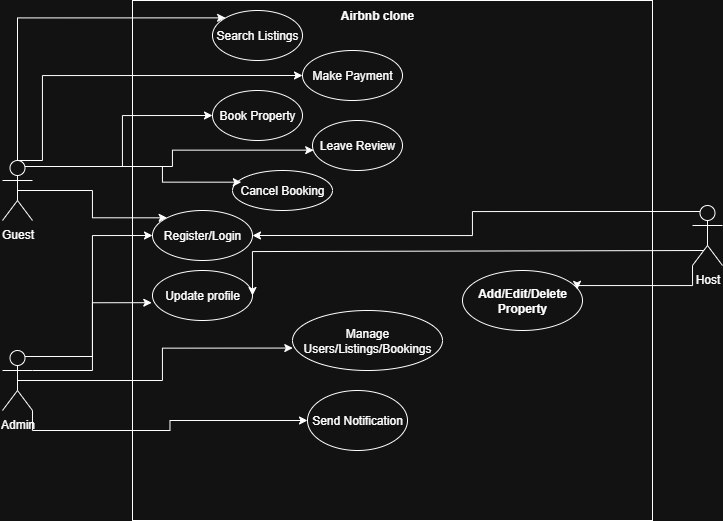 Airbnb clone
Search Listings
Make Payment
Book Property
Leave Review
Cancel Booking
Guest
Register/Login
Host
Update profile
Add/Edit/Delete
Property
Manage
Users/Listings/Bookings
Admin
Send Notification